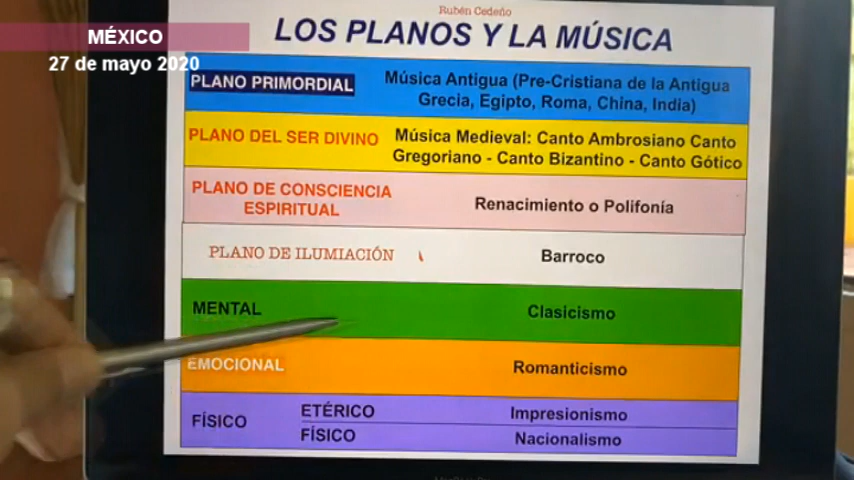 Rubén Cedeño
MÉXICO
27 de mayo 2020
LOS PLANOS Y LA MÚSICA
PLANO PRIMORDIAL
Música Antigua (Pre-Cristiana de la Antigua
Grecia, Egipto, Roma, China, India)
PLANO DEL SER DIVINO
Música Medieval: Canto Ambrosiano Canto
Gregoriano - Canto Bizantino - Canto Gótico
PLANO DE CONSCIENCIA
ESPIRITUAL
Renacimiento o Polifonía
PLANO DE ILUMIACIÓN
Barroco
MENTAL
Clasicismo
EMOCIONAL
Romanticismo
FÍSICO
ETÉRICO
Impresionismo
FÍSICO
Nacionalismo